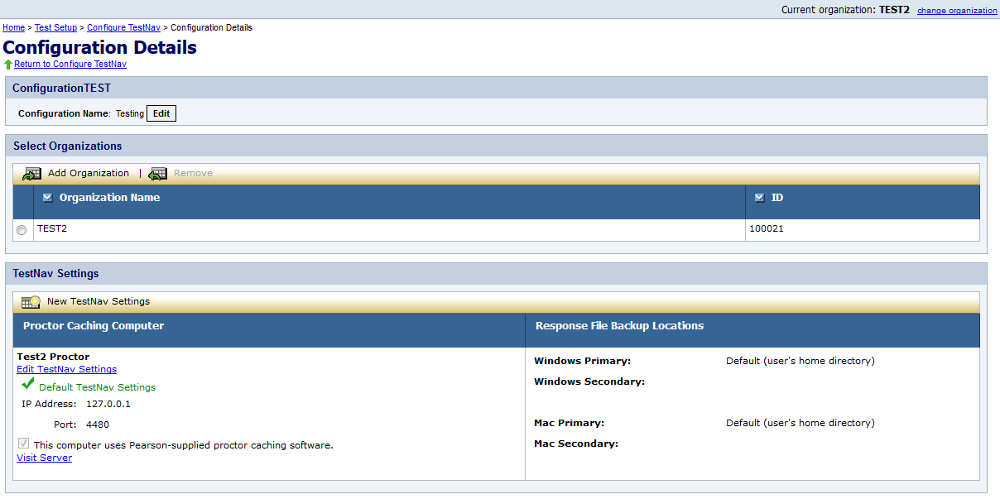 Current organization: TEST2 change organization
Home > Test Setup > Configure TestNav > Configuration Details
Configuration Details
Return to Configure TestNav
ConfigurationTEST
Configuration Name: Testing Edit
Select Organizations
Add Organization | Remove
Organization Name ID
TEST2 100021
TestNav Settings
New TestNav Settings
Proctor Caching Computer Response File Backup Locations
Test2 Proctor
Edit TestNav Settings
Default TestNav Settings
IP Address: 127.0.0.1
Port: 4480
This computer uses Pearson-supplied proctor caching software.
Visit Server
Windows Primary: Default (user's home directory)
Windows Secondary:
Mac Primary: Default (user's home directory)
Mac Secondary: